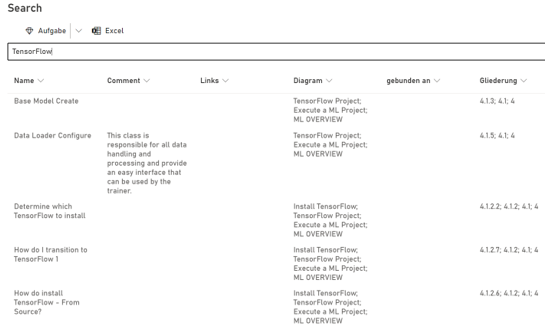 Search
Aufgabe Excel
TensorFlow
Name Comment Links Diagram gebunden an Gliederung
Base Model Create TensorFlow Project; 4.1.3; 4.1; 4
Execute a ML Project;
ML OVERVIEW
Data Loader Configure This class is TensorFlow Project; 4.1.5; 4.1; 4
responsible for all data Execute a ML Project;
handling and ML OVERVIEW
processing and provide
an easy interface that
can be used by the
trainer.
Determine which Install TensorFlow; 4.1.2.2; 4.1.2; 4.1; 4
TensorFlow to install TensorFlow Project;
Execute a ML Project;
ML OVERVIEW
How do I transition to Install TensorFlow; 4.1.2.7; 4.1.2; 4.1; 4
TensorFlow 1 TensorFlow Project;
Execute a ML Project;
ML OVERVIEW
How do install Install TensorFlow; 4.1.2.6; 4.1.2; 4.1; 4
TensorFlow - From TensorFlow Project;
Source? Execute a ML Project;
ML OVERVIEW